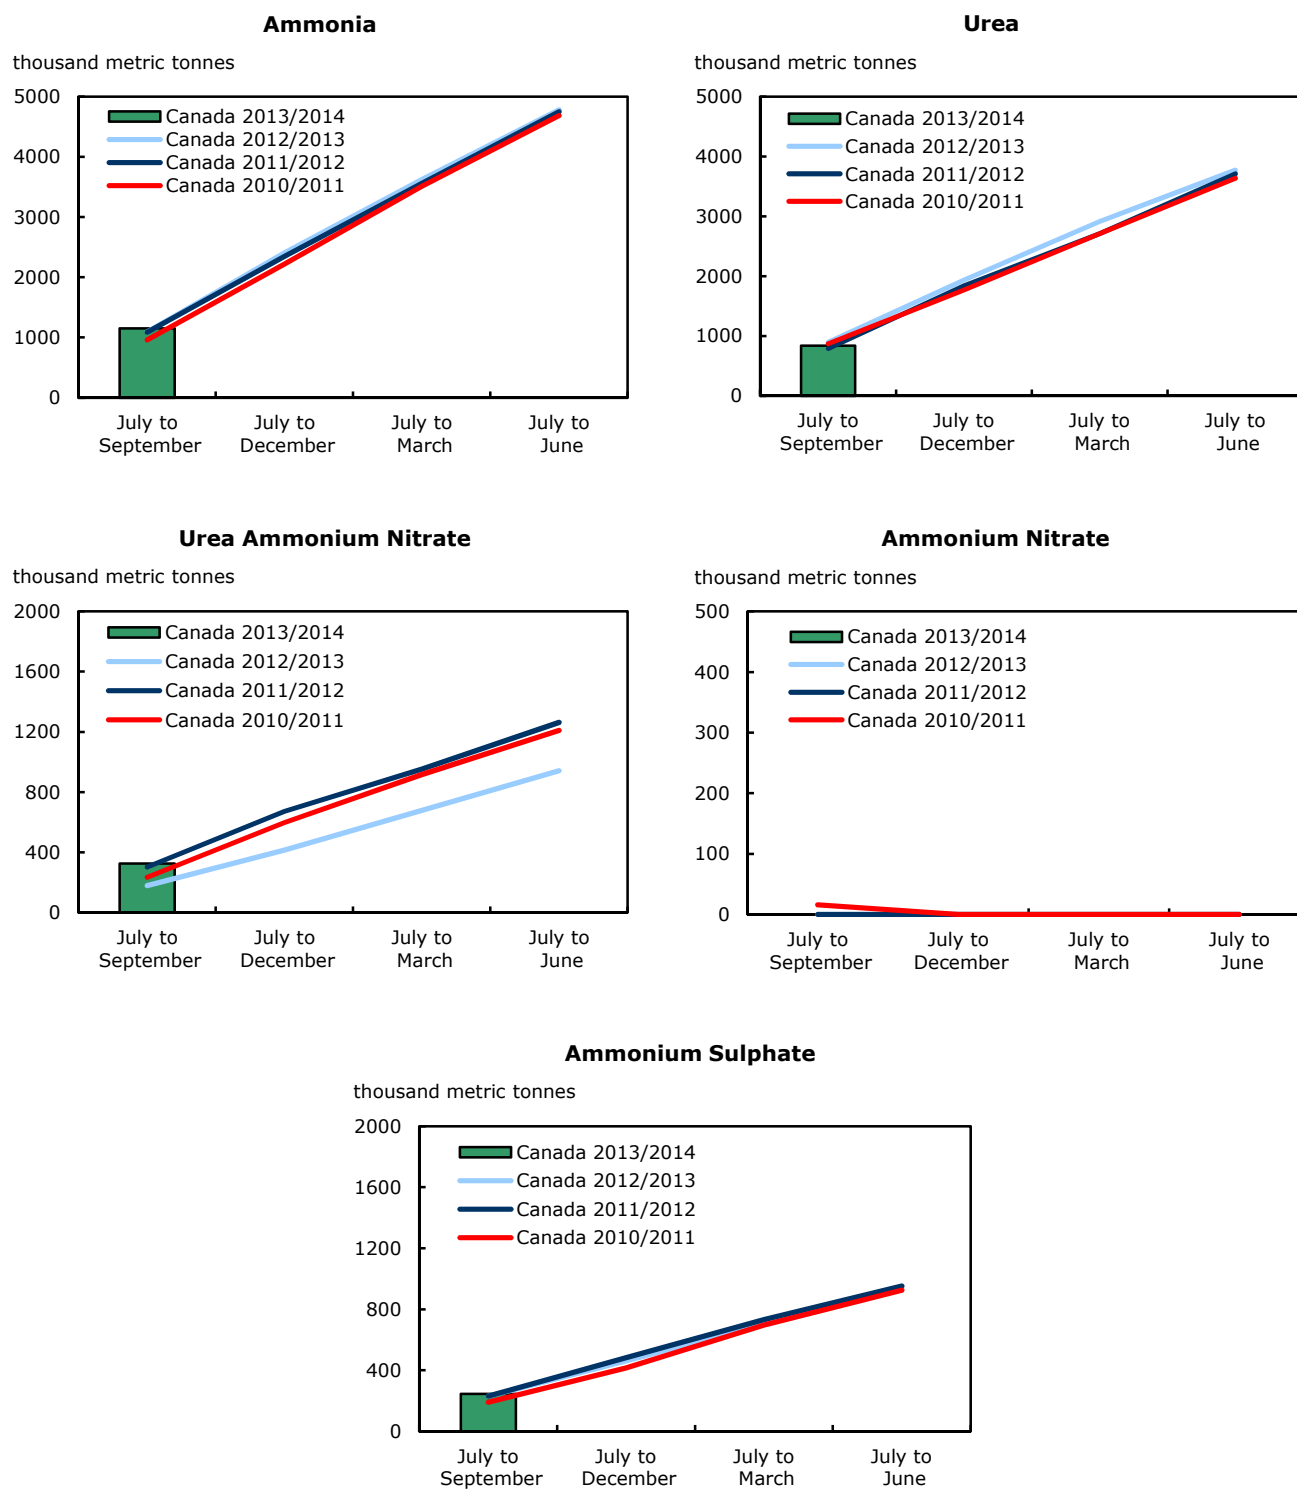 Ammonia
thousand metric tonnes
5000
4000
3000
2000
1000
0
Canada 2013/2014
Canada 2012/2013
Canada 2011/2012
Canada 2010/2011
July to September
July to December
July to March
July to June
Urea
thousand metric tonnes
5000
4000
3000
2000
1000
0
Canada 2013/2014
Canada 2012/2013
Canada 2011/2012
Canada 2010/2011
July to September
July to December
July to March
July to June
Urea Ammonium Nitrate
thousand metric tonnes
2000
1600
1200
800
400
0
Canada 2013/2014
Canada 2012/2013
Canada 2011/2012
Canada 2010/2011
July to September
July to December
July to March
July to June
Ammonium Nitrate
thousand metric tonnes
500
400
300
200
100
0
Canada 2013/2014
Canada 2012/2013
Canada 2011/2012
Canada 2010/2011
July to September
July to December
July to March
July to June
Ammonium Sulphate
thousand metric tonnes
2000
1600
1200
800
400
0
Canada 2013/2014
Canada 2012/2013
Canada 2011/2012
Canada 2010/2011
July to September
July to December
July to March
July to June